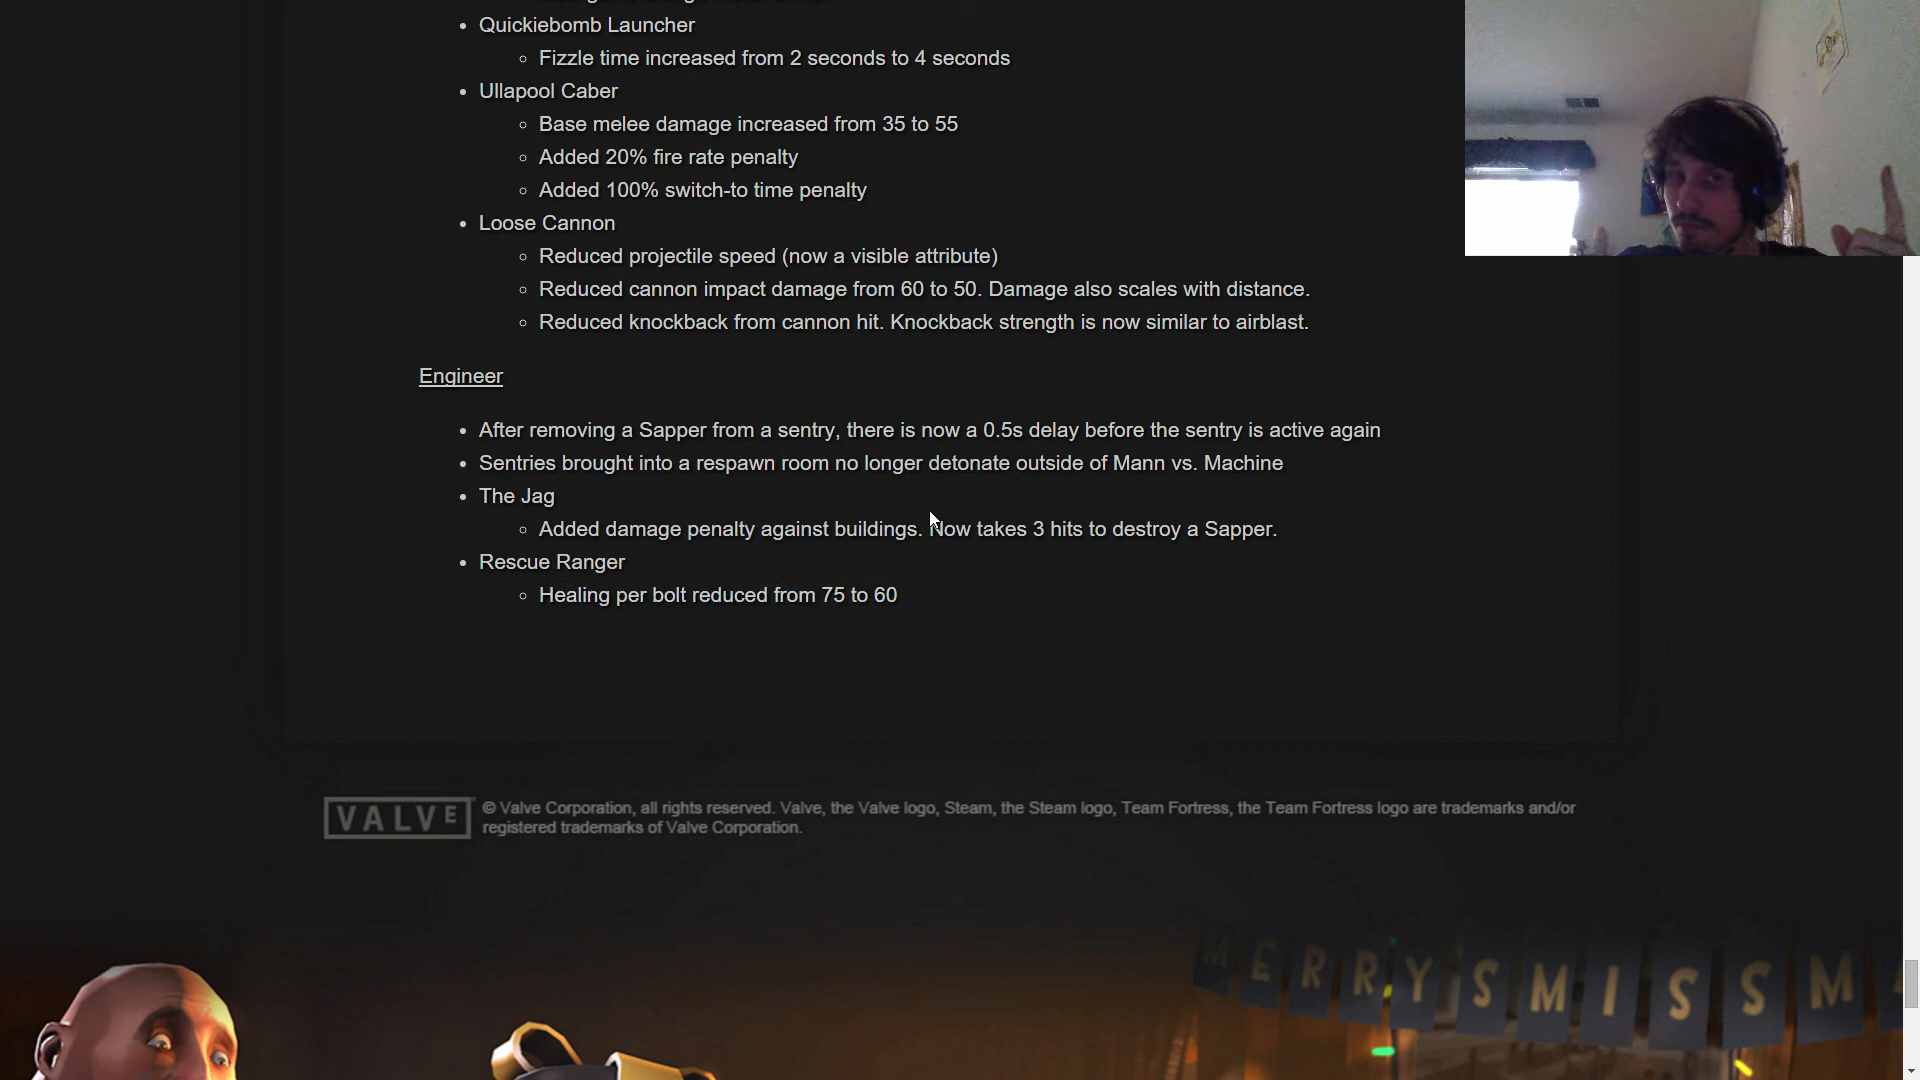 Quickiebomb Launcher
Fizzle time increased from 2 seconds to 4 seconds
Ullapool Caber
Base melee damage increased from 35 to 55
Added 20% fire rate penalty
Added 100% switch-to time penalty
Loose Cannon
Reduced projectile speed (now a visible attribute)
Reduced cannon impact damage from 60 to 50. Damage also scales with distance.
Reduced knockback from cannon hit. Knockback strength is now similar to airblast.
Engineer
After removing a Sapper from a sentry, there is now a 0.5s delay before the sentry is active again
Sentries brought into a respawn room no longer detonate outside of Mann vs. Machine
The Jag
Added damage penalty against buildings. Now takes 3 hits to destroy a Sapper.
Rescue Ranger
Healing per bolt reduced from 75 to 60
VALVE
© Valve Corporation, all rights reserved. Valve, the Valve logo, Steam, the Steam logo, Team Fortress, the Team Fortress logo are trademarks and/or
registered trademarks of Valve Corporation.
MERRY SMISSM